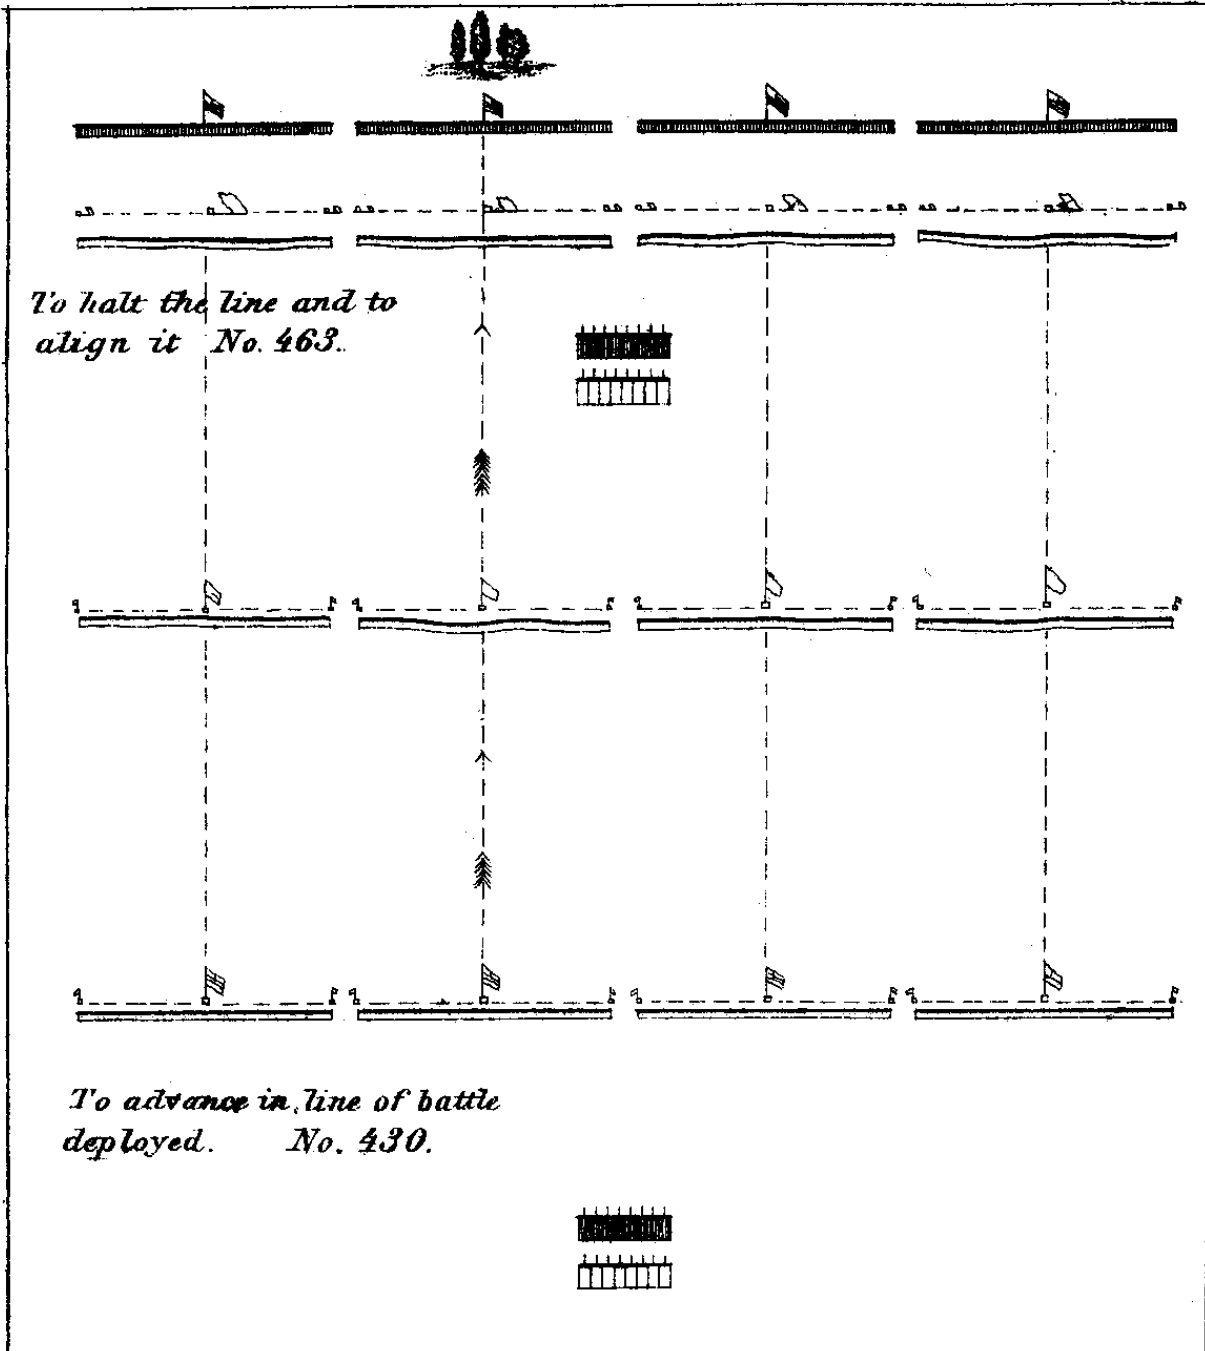 To halt the line and to
align it No. 463.
To advance in line of battle
deployed. No. 430.